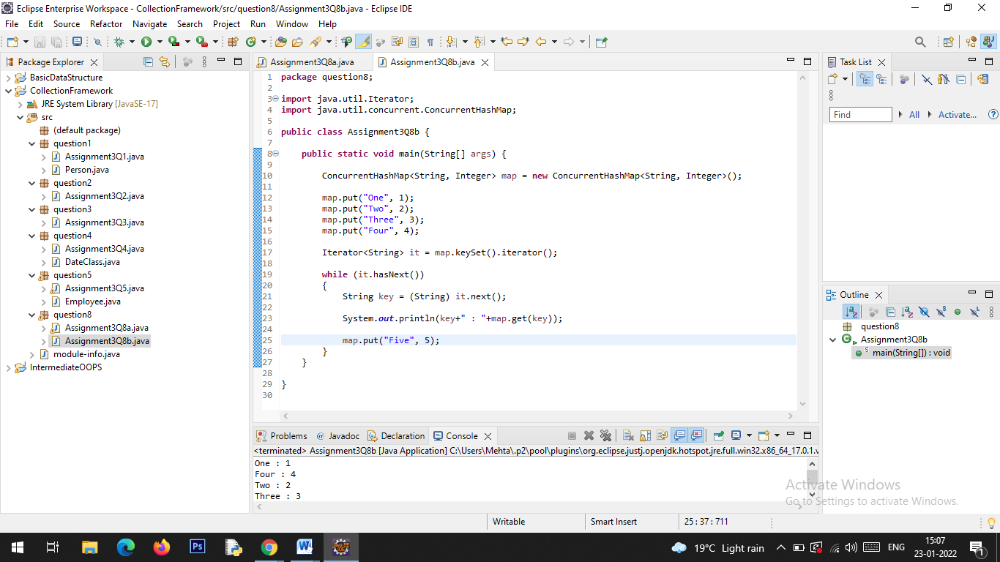 Eclipse Enterprise Workspace - CollectionFramework/src/question8/Assignment3Q8b.java - Eclipse IDE
File Edit Source Refactor Navigate Search Project Run Window Help
Package Explorer
BasicDataStructure
CollectionFramework
JRE System Library [JavaSE-17]
src
(default package)
question1
Assignment3Q1.java
Person.java
question2
Assignment3Q2.java
question3
Assignment3Q3.java
question4
Assignment3Q4.java
DateClass.java
question5
Assignment3Q5.java
Employee.java
question8
Assignment3Q8a.java
Assignment3Q8b.java
module-info.java
IntermediateOOPS
Assignment3Q8a.java Assignment3Q8b.java
1 package question8;
2
3 import java.util.Iterator;
4 import java.util.concurrent.ConcurrentHashMap;
5
6 public class Assignment3Q8b {
7
8 public static void main(String[] args) {
9
10 ConcurrentHashMap<String, Integer> map = new ConcurrentHashMap<String, Integer>();
11
12 map.put("One", 1);
13 map.put("Two", 2);
14 map.put("Three", 3);
15 map.put("Four", 4);
16
17 Iterator<String> it = map.keySet().iterator();
18
19 while (it.hasNext())
20 {
21 String key = (String) it.next();
22
23 System.out.println(key+" : "+map.get(key));
24
25 map.put("Five", 5);
26 }
27 }
28
29 }
30
Problems @ Javadoc Declaration Console
<terminated> Assignment3Q8b [Java Application] C:\Users\Mehta\.p2\pool\plugins\org.eclipse.justj.openjdk.hotspot.jre.full.win32.x86_64_17.0.1.v
One : 1
Four : 4
Two : 2
Three : 3
Task List
Find All Activate...
Outline
question8
Assignment3Q8b
main(String[]) : void
Activate Windows
Go to Settings to activate Windows.
Writable Smart Insert 25 : 37 : 711
19°C Light rain ENG 15:07
23-01-2022
1